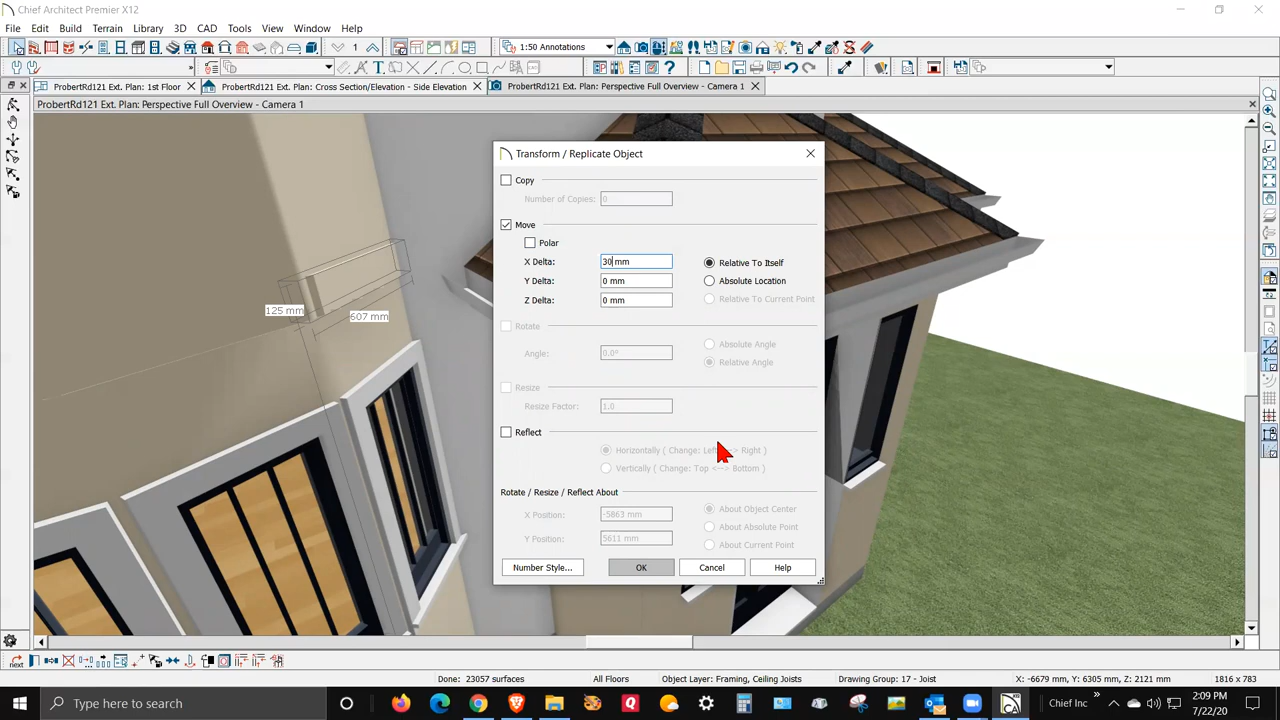 Chief Architect Premier X12
File Edit Build Terrain Library 3D CAD Tools View Window Help
1:50 Annotations
ProbertRd121 Ext. Plan: 1st Floor ProbertRd121 Ext. Plan: Cross Section/Elevation - Side Elevation ProbertRd121 Ext. Plan: Perspective Full Overview - Camera 1
ProbertRd121 Ext. Plan: Perspective Full Overview - Camera 1
Transform / Replicate Object
Copy
Number of Copies: 0
Move
Polar
X Delta: 30 mm Relative To Itself
Y Delta: 0 mm Absolute Location
Z Delta: 0 mm Relative To Current Point
125 mm
607 mm
Rotate
Absolute Angle
Angle: 0.0°
Relative Angle
Resize
Resize Factor: 1.0
Reflect
Horizontally ( Change: Left <--> Right )
Vertically ( Change: Top <--> Bottom )
Rotate / Resize / Reflect About
X Position: -5863 mm About Object Center
About Absolute Point
Y Position: 5611 mm About Current Point
Number Style... OK Cancel Help
next
Done: 23057 surfaces All Floors Object Layer: Framing, Ceiling Joists Drawing Group: 17 - Joist X: -6679 mm, Y: 6305 mm, Z: 2121 mm 1816 x 783
Type here to search Chief Inc 2:09 PM
7/22/20